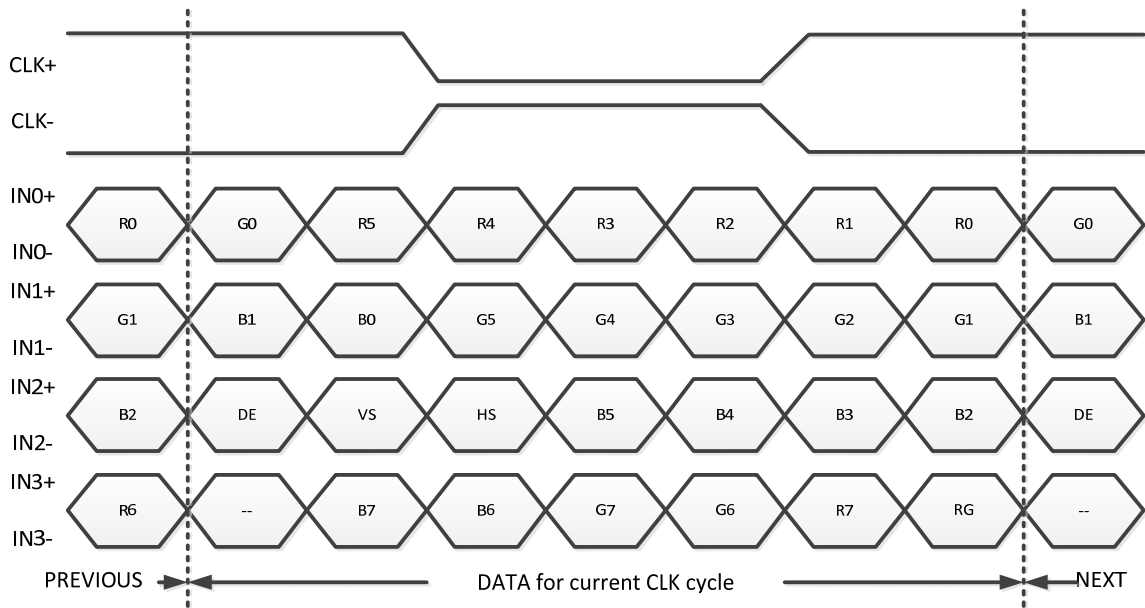 CLK+
CLK-
IN0+
R0 G0 R5 R4 R3 R2 R1 R0 G0
IN0-
IN1+
G1 B1 B0 G5 G4 G3 G2 G1 B1
IN1-
IN2+
B2 DE VS HS B5 B4 B3 B2 DE
IN2-
IN3+
R6 -- B7 B6 G7 G6 R7 RG --
IN3-
PREVIOUS DATA for current CLK cycle NEXT